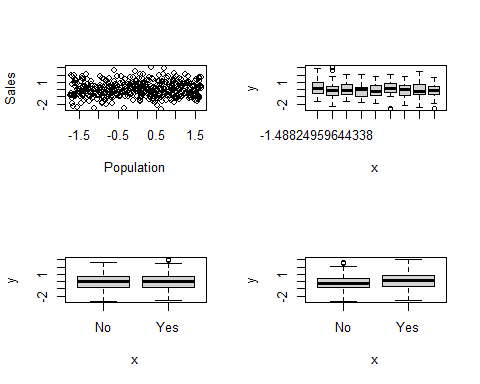 Sales
1
-2
-1.5 -0.5 0.5 1.5
Population
y
1
-2
-1.48824959644338
x
y
1
-2
No Yes
x
y
1
-2
No Yes
x